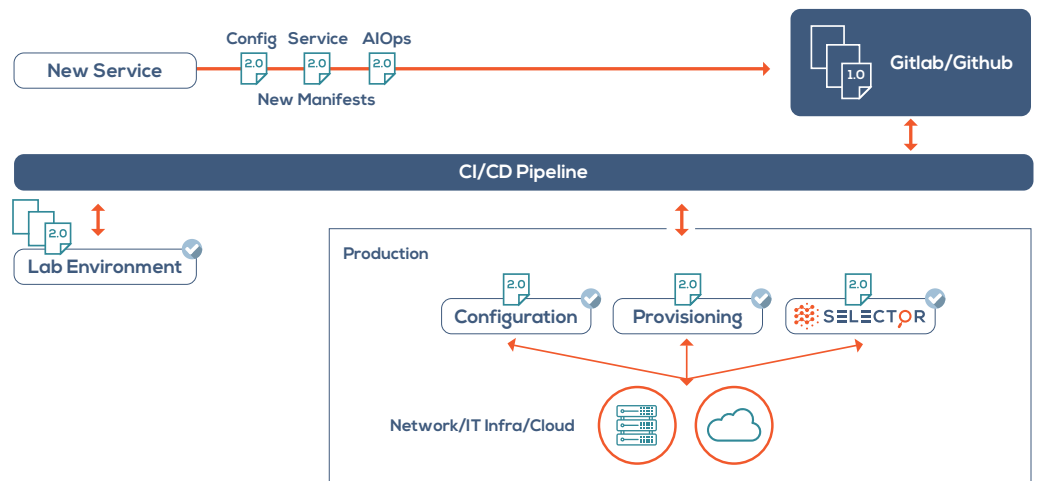 Config Service AIOps
2.0 2.0 2.0
New Service
New Manifests
1.0
Gitlab/Github
CI/CD Pipeline
2.0
Lab Environment
Production
2.0 2.0 2.0
Configuration Provisioning SELECTOR
Network/IT Infra/Cloud